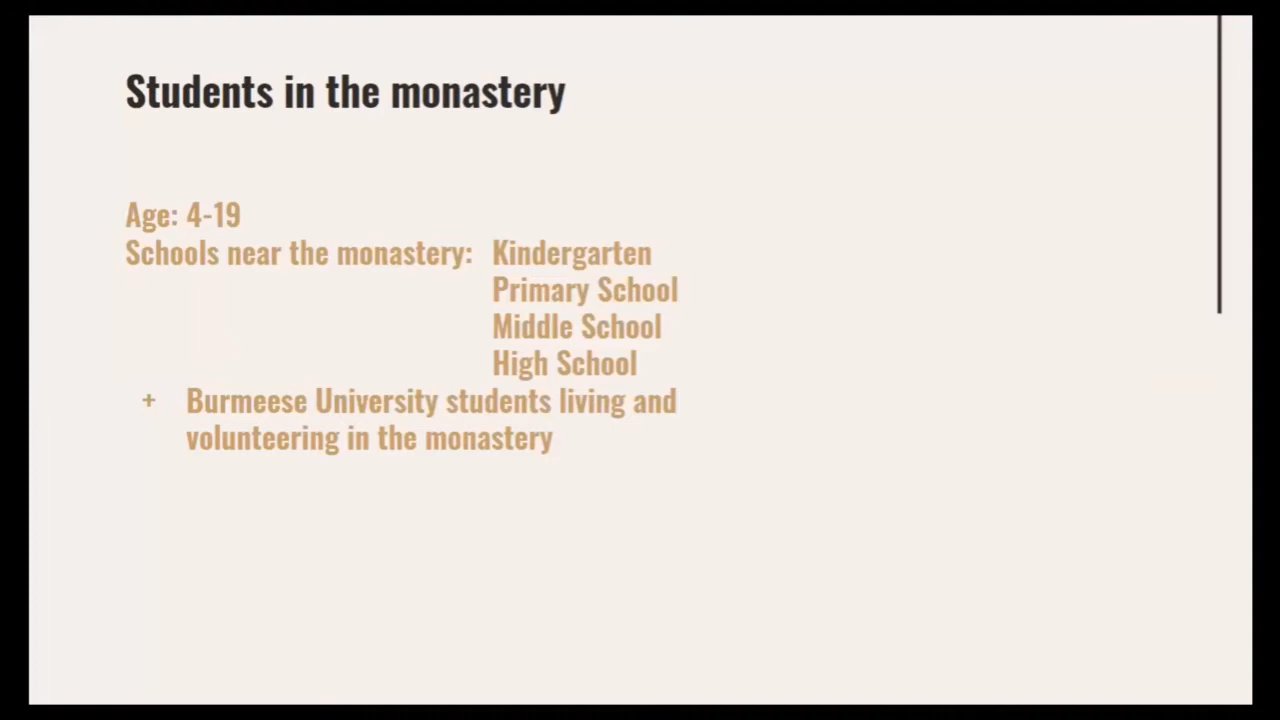 Students in the monastery
Age: 4-19
Schools near the monastery: Kindergarten
Primary School
Middle School
High School
+ Burmeese University students living and
volunteering in the monastery